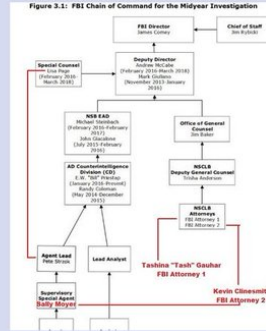 Figure 3.1: FBI Chain of Command for the Midyear Investigation
FBI Director
James Comey
Chief of Staff
Jim Rybicki
Special Counsel
Lisa Page
(February 2016-
March 2018)
Deputy Director
Andrew McCabe
(February 2016-March 2018)
Mark Giuliano
(November 2013-January
2016)
NSB EAD
Michael Steinbach
(February 2016-February
2017)
John Giacalone
(July 2015-February
2016)
Office of General
Counsel
Jim Baker
AD Counterintelligence
Division (CD)
E.W. "Bill" Priestap
(January 2016-Present)
Randy Coleman
(May 2014-December
2015)
NSCLB
Deputy General Counsel
Trisha Anderson
NSCLB
Attorneys
FBI Attorney 1
FBI Attorney 2
Agent Lead
Pete Strzok
Lead Analyst
Tashina "Tash" Gauhar
FBI Attorney 1
Supervisory
Special Agent
Sally Moyer
Kevin Clinesmith
FBI Attorney 2